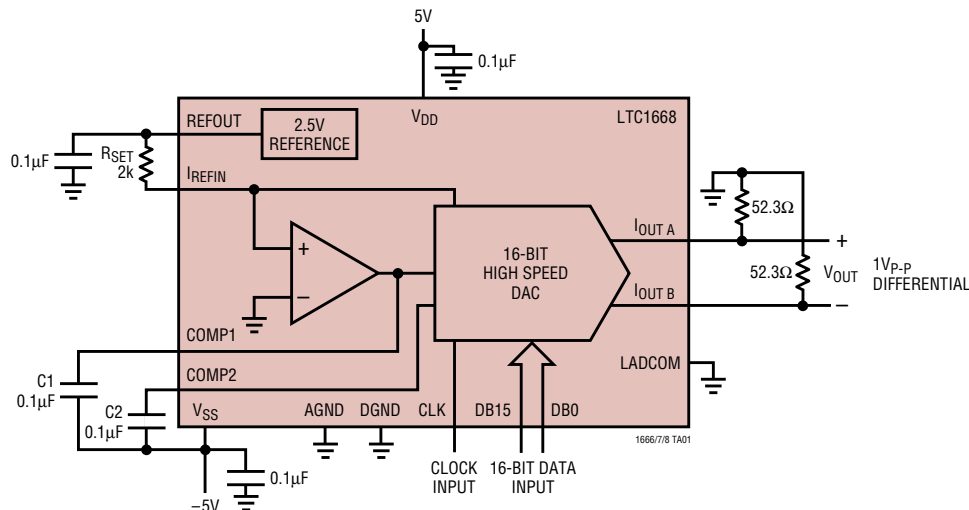 5V
0.1µF
REFOUT
2.5V
REFERENCE
V_DD
LTC1668
0.1µF
R_SET
2k
I_REFIN
+
−
16-BIT
HIGH SPEED
DAC
I_OUT A
I_OUT B
52.3Ω
52.3Ω
+
V_OUT
−
1V_P-P
DIFFERENTIAL
COMP1
COMP2
LADCOM
C1
0.1µF
C2
0.1µF
V_SS
AGND
DGND
CLK
DB15
DB0
1666/7/8 TA01
−5V
0.1µF
CLOCK
INPUT
16-BIT DATA
INPUT